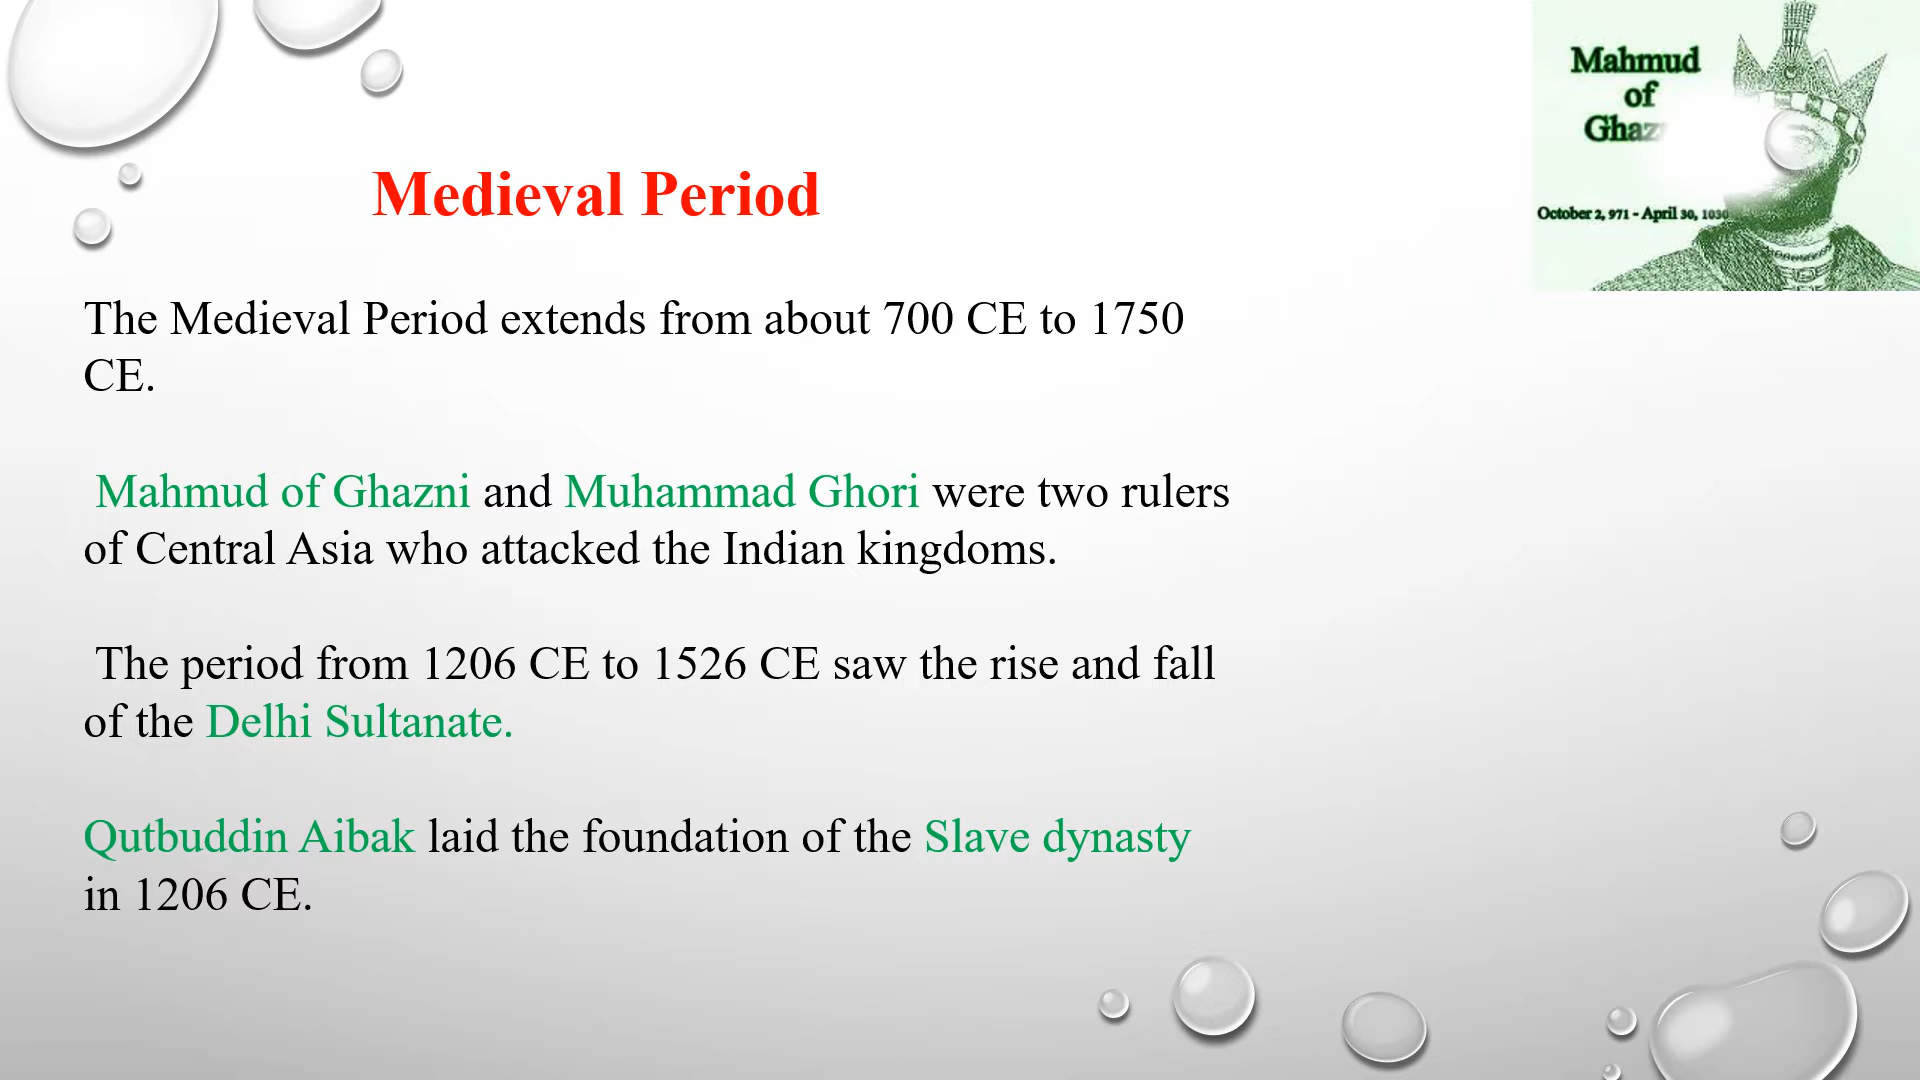 Mahmud
of
Medieval Period
October 2, 971 - April 30, 1030
The Medieval Period extends from about 700 CE to 1750
CE.
Mahmud of Ghazni and Muhammad Ghori were two rulers
of Central Asia who attacked the Indian kingdoms.
The period from 1206 CE to 1526 CE saw the rise and fall
of the Delhi Sultanate.
Qutbuddin Aibak laid the foundation of the Slave dynasty
in 1206 CE.